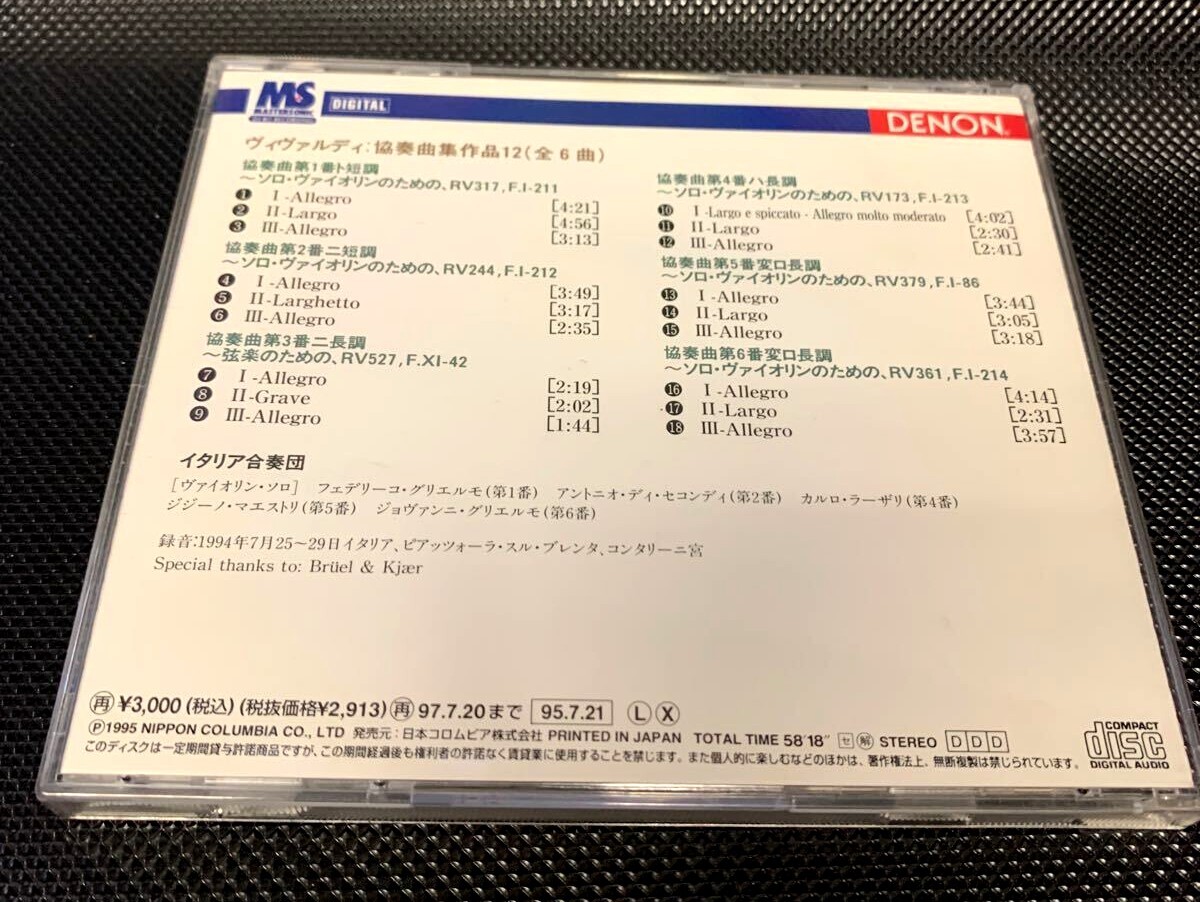 MS
MASTERSONIC
DIGITAL
DENON
ヴィヴァルディ:協奏曲集作品12(全6曲)
協奏曲第1番ト短調
〜ソロ・ヴァイオリンのための、RV317, F.I-211
❶ I-Allegro [4:21]
❷ II-Largo [4:56]
❸ III-Allegro [3:13]
協奏曲第2番ニ短調
〜ソロ・ヴァイオリンのための、RV244, F.I-212
❹ I-Allegro [3:49]
❺ II-Larghetto [3:17]
❻ III-Allegro [2:35]
協奏曲第3番ニ長調
〜弦楽のための、RV527, F.XI-42
❼ I-Allegro [2:19]
❽ II-Grave [2:02]
❾ III-Allegro [1:44]
協奏曲第4番ハ長調
〜ソロ・ヴァイオリンのための、RV173, F.I-213
❿ I-Largo e spiccato - Allegro molto moderato [4:02]
⓫ II-Largo [2:30]
⓬ III-Allegro [2:41]
協奏曲第5番変ロ長調
〜ソロ・ヴァイオリンのための、RV379, F.I-86
⓭ I-Allegro [3:44]
⓮ II-Largo [3:05]
⓯ III-Allegro [3:18]
協奏曲第6番変ロ長調
〜ソロ・ヴァイオリンのための、RV361, F.I-214
⓰ I-Allegro [4:14]
⓱ II-Largo [2:31]
⓲ III-Allegro [3:57]
イタリア合奏団
[ヴァイオリン・ソロ] フェデリーコ・グリエルモ(第1番) アントニオ・ディ・セコンディ(第2番) カルロ・ラーザリ(第4番)
ジジーノ・マエストリ(第5番) ジョヴァンニ・グリエルモ(第6番)
録音:1994年7月25〜29日イタリア、ピアッツォーラ・スル・ブレンタ、コンタリーニ宮
Special thanks to: Brüel & Kjær
再 ¥3,000(税込)(税抜価格¥2,913) 再 97.7.20まで 95.7.21 Ⓛ Ⓧ
Ⓟ1995 NIPPON COLUMBIA CO., LTD 発売元:日本コロムビア株式会社 PRINTED IN JAPAN TOTAL TIME 58'18" セ 解 STEREO DDD
このディスクは一定期間貸与許諾商品ですが、この期間経過後も権利者の許諾なく賃貸業に使用することを禁じます。また個人的に楽しむなどのほかは、著作権法上、無断複製は禁じられています。
COMPACT
disc
DIGITAL AUDIO